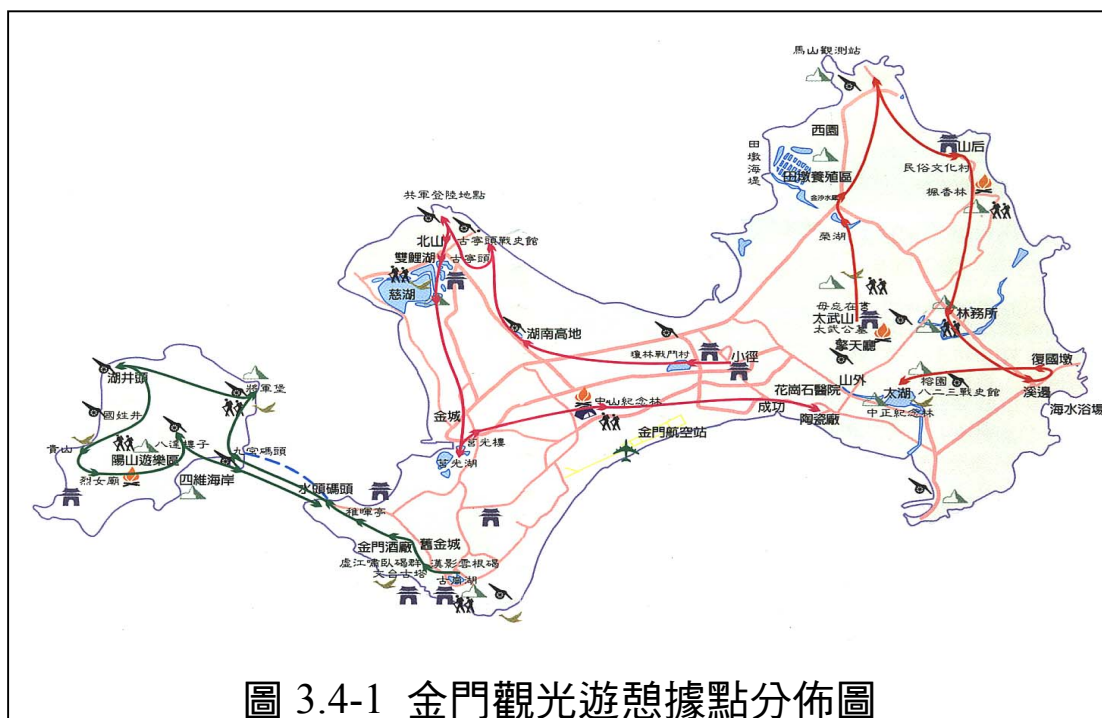 馬山觀測站
西園
山后
田墩海堤
田墩養殖區
民俗文化村
金沙水庫
楓香林
共軍登陸地點
榮湖
北山
古寧頭戰史館
雙鯉湖
古寧頭
慈湖
毋忘在莒
太武山
太武公墓
林務所
湖南高地
擎天廳
瓊林戰鬥村
小徑
復國墩
湖井頭
將軍堡
花崗石醫院
山外
太湖
榕園
八二三戰史館
溪邊
國姓井
金城
中山紀念林
成功
陶瓷廠
中正紀念林
海水浴場
貴山
八達樓子
九宮碼頭
莒光樓
金門航空站
陽山遊樂區
莒光湖
烈女廟
四維海岸
水頭碼頭
稚暉亭
金門酒廠
舊金城
虛江嘯臥碣群
漢影雲根碣
文台古塔
古崗湖
圖 3.4-1 金門觀光遊憩據點分佈圖